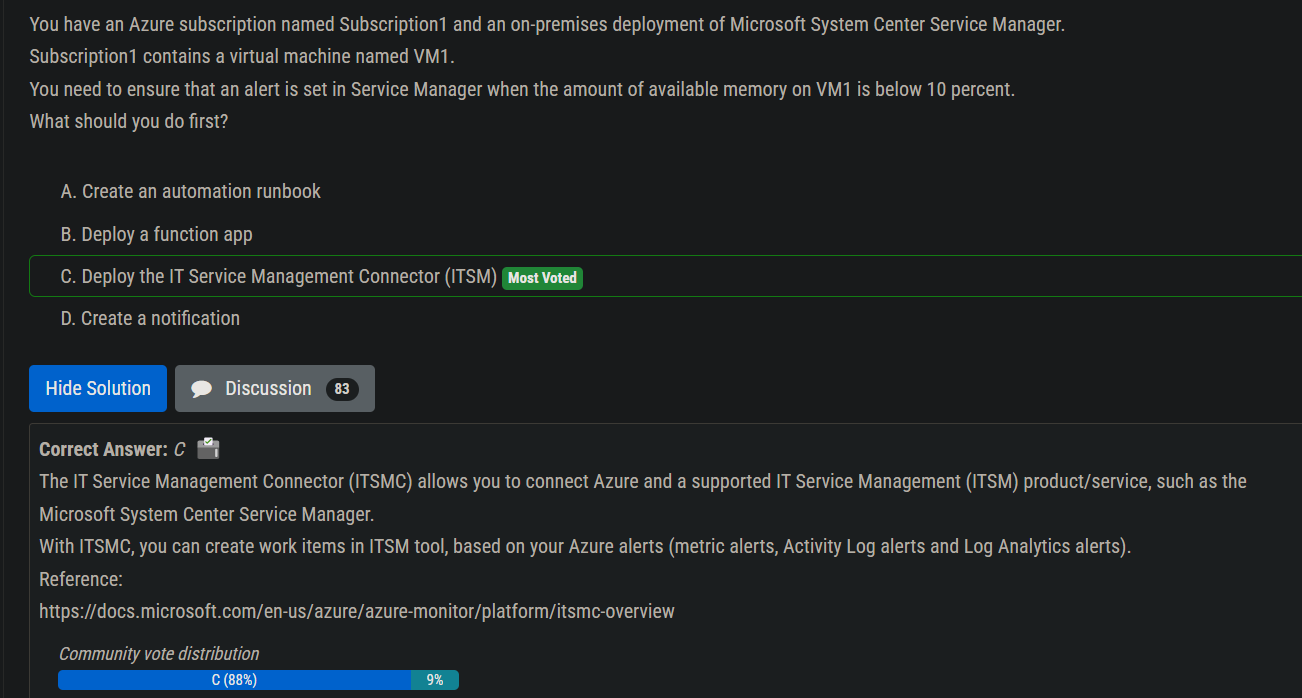 You have an Azure subscription named Subscription1 and an on-premises deployment of Microsoft System Center Service Manager.
Subscription1 contains a virtual machine named VM1.
You need to ensure that an alert is set in Service Manager when the amount of available memory on VM1 is below 10 percent.
What should you do first?
A. Create an automation runbook
B. Deploy a function app
C. Deploy the IT Service Management Connector (ITSM) Most Voted
D. Create a notification
Hide Solution Discussion 83
Correct Answer: C
The IT Service Management Connector (ITSMC) allows you to connect Azure and a supported IT Service Management (ITSM) product/service, such as the
Microsoft System Center Service Manager.
With ITSMC, you can create work items in ITSM tool, based on your Azure alerts (metric alerts, Activity Log alerts and Log Analytics alerts).
Reference:
https://docs.microsoft.com/en-us/azure/azure-monitor/platform/itsmc-overview
Community vote distribution
C (88%) 9%